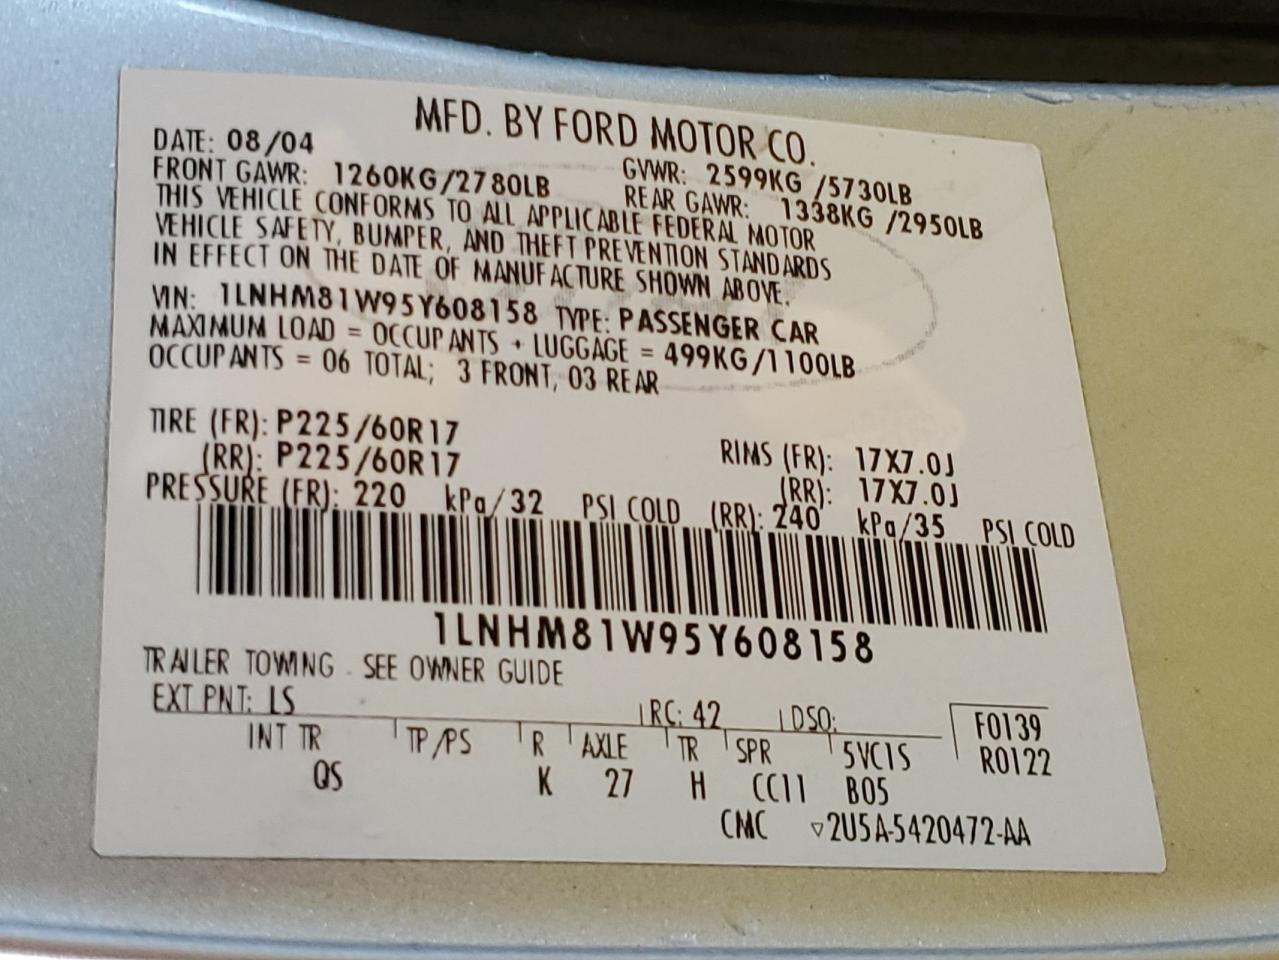 MFD. BY FORD MOTOR CO.
DATE: 08/04 GVWR: 2599KG /5730LB
FRONT GAWR: 1260KG/2780LB REAR GAWR: 1338KG /2950LB
THIS VEHICLE CONFORMS TO ALL APPLICABLE FEDERAL MOTOR
VEHICLE SAFETY, BUMPER, AND THEFT PREVENTION STANDARDS
IN EFFECT ON THE DATE OF MANUFACTURE SHOWN ABOVE.
VIN: 1LNHM81W95Y608158 TYPE: PASSENGER CAR
MAXIMUM LOAD = OCCUPANTS + LUGGAGE = 499KG/1100LB
OCCUPANTS = 06 TOTAL; 3 FRONT, 03 REAR
TIRE (FR): P225/60R17 RIMS (FR): 17X7.0J
(RR): P225/60R17 (RR): 17X7.0J
PRESSURE (FR): 220 kPa/32 PSI COLD (RR): 240 kPa/35 PSI COLD
1LNHM81W95Y608158
TRAILER TOWING - SEE OWNER GUIDE
EXT PNT: LS RC: 42 DSO: F0139
INT TR TP/PS R AXLE TR SPR 5VC1S R0122
QS K 27 H CC11 B05
CMC ▽2U5A-5420472-AA